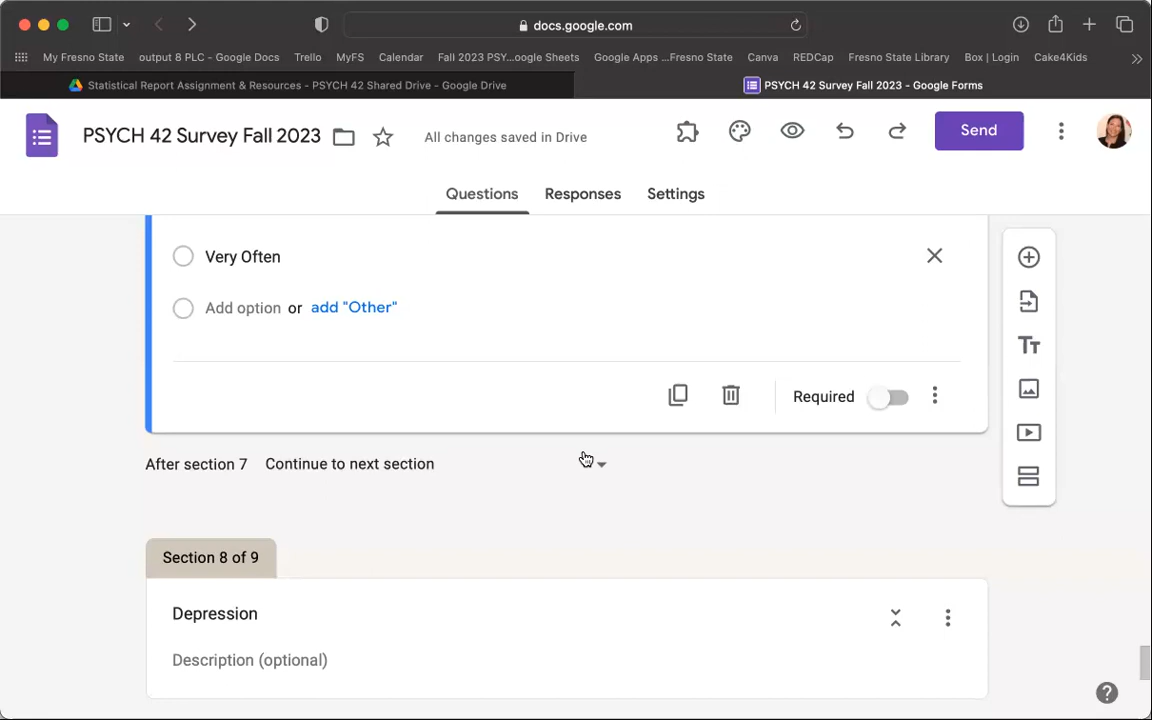 docs.google.com
My Fresno State
output 8 PLC - Google Docs
Trello
MyFS
Calendar
Fall 2023 PSY...oogle Sheets
Google Apps ...Fresno State
Canva
REDCap
Fresno State Library
Box | Login
Cake4Kids
Statistical Report Assignment & Resources - PSYCH 42 Shared Drive - Google Drive
PSYCH 42 Survey Fall 2023 - Google Forms
PSYCH 42 Survey Fall 2023
All changes saved in Drive
Send
Questions
Responses
Settings
Very Often
Add option or add "Other"
Required
After section 7 Continue to next section
Section 8 of 9
Depression
Description (optional)